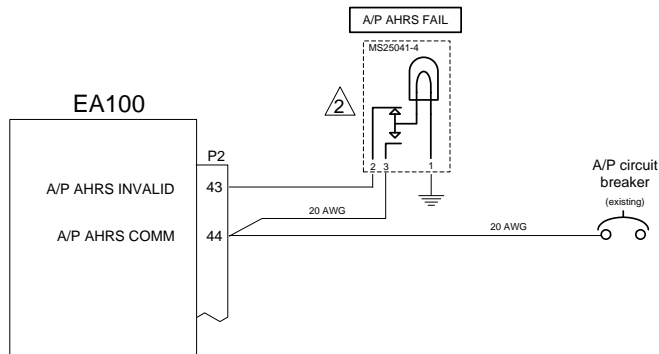 A/P AHRS FAIL
MS25041-4
2
EA100
P2
2 3 1
A/P AHRS INVALID 43
A/P circuit
breaker
(existing)
20 AWG
A/P AHRS COMM 44
20 AWG